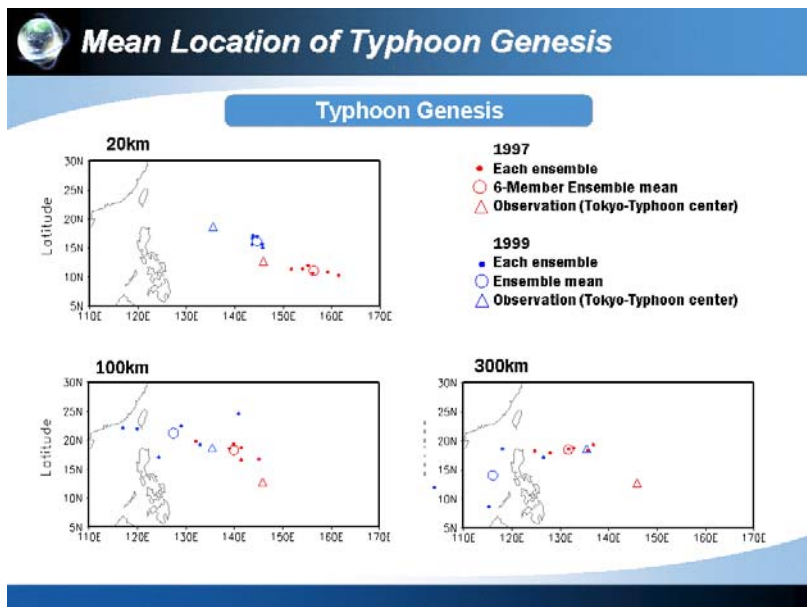 Mean Location of Typhoon Genesis
Typhoon Genesis
20km
30N
25N
20N
15N
10N
5N
Latitude
110E 120E 130E 140E 150E 160E 170E
1997
Each ensemble
6-Member Ensemble mean
Observation (Tokyo-Typhoon center)
1999
Each ensemble
Ensemble mean
Observation (Tokyo-Typhoon center)
100km
30N
25N
20N
15N
10N
5N
Latitude
110E 120E 130E 140E 150E 160E 170E
300km
30N
25N
20N
15N
10N
5N
110E 120E 130E 140E 150E 160E 170E